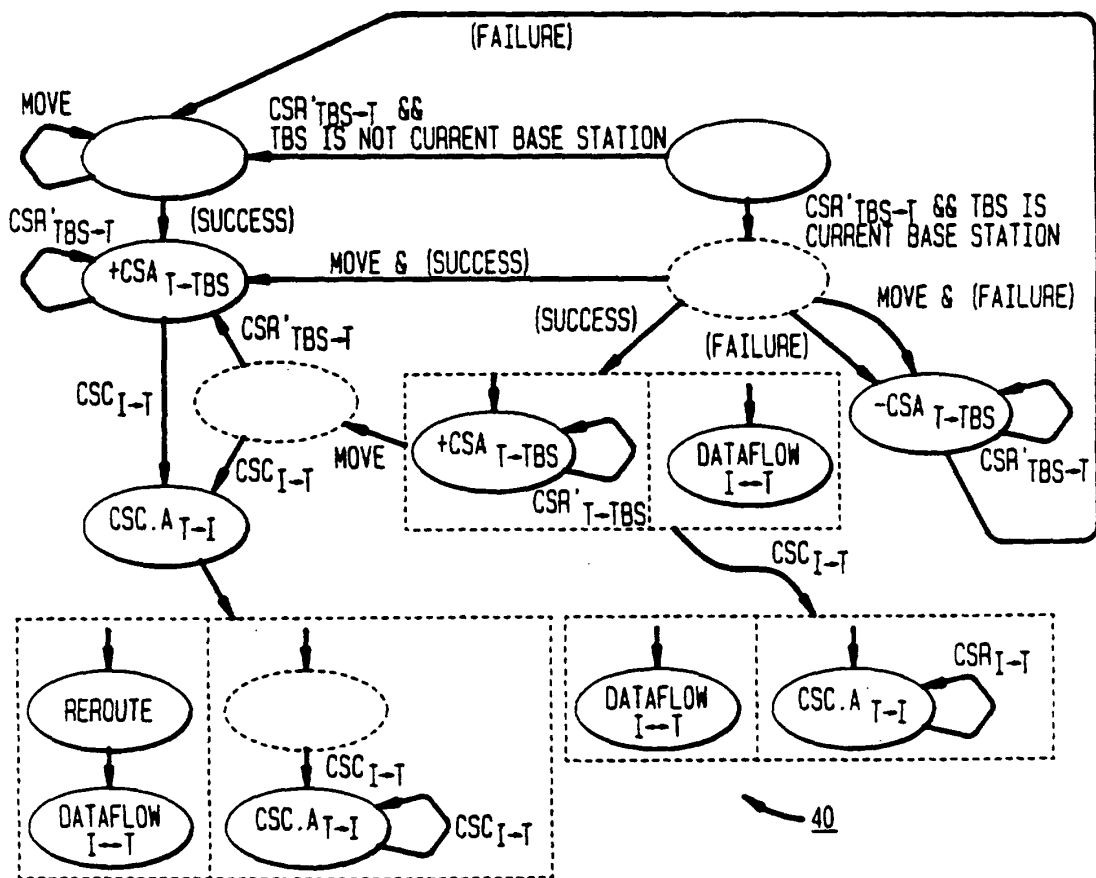 (FAILURE)
MOVE
CSR'TBS→T &&
TBS IS NOT CURRENT BASE STATION
CSR'TBS→T
(SUCCESS)
CSR'TBS→T && TBS IS
CURRENT BASE STATION
+CSA T→TBS
MOVE & (SUCCESS)
MOVE & (FAILURE)
(SUCCESS)
(FAILURE)
CSR'TBS→T
CSC I→T
-CSA T→TBS
+CSA T→TBS
DATAFLOW
I↔T
MOVE
CSC I→T
CSR'TBS→T
CSR'T→TBS
CSC.A T→I
CSC I→T
REROUTE
DATAFLOW
I↔T
CSC.A T→I
CSR I→T
CSC I→T
DATAFLOW
I↔T
CSC.A T→I
CSC I→T
40